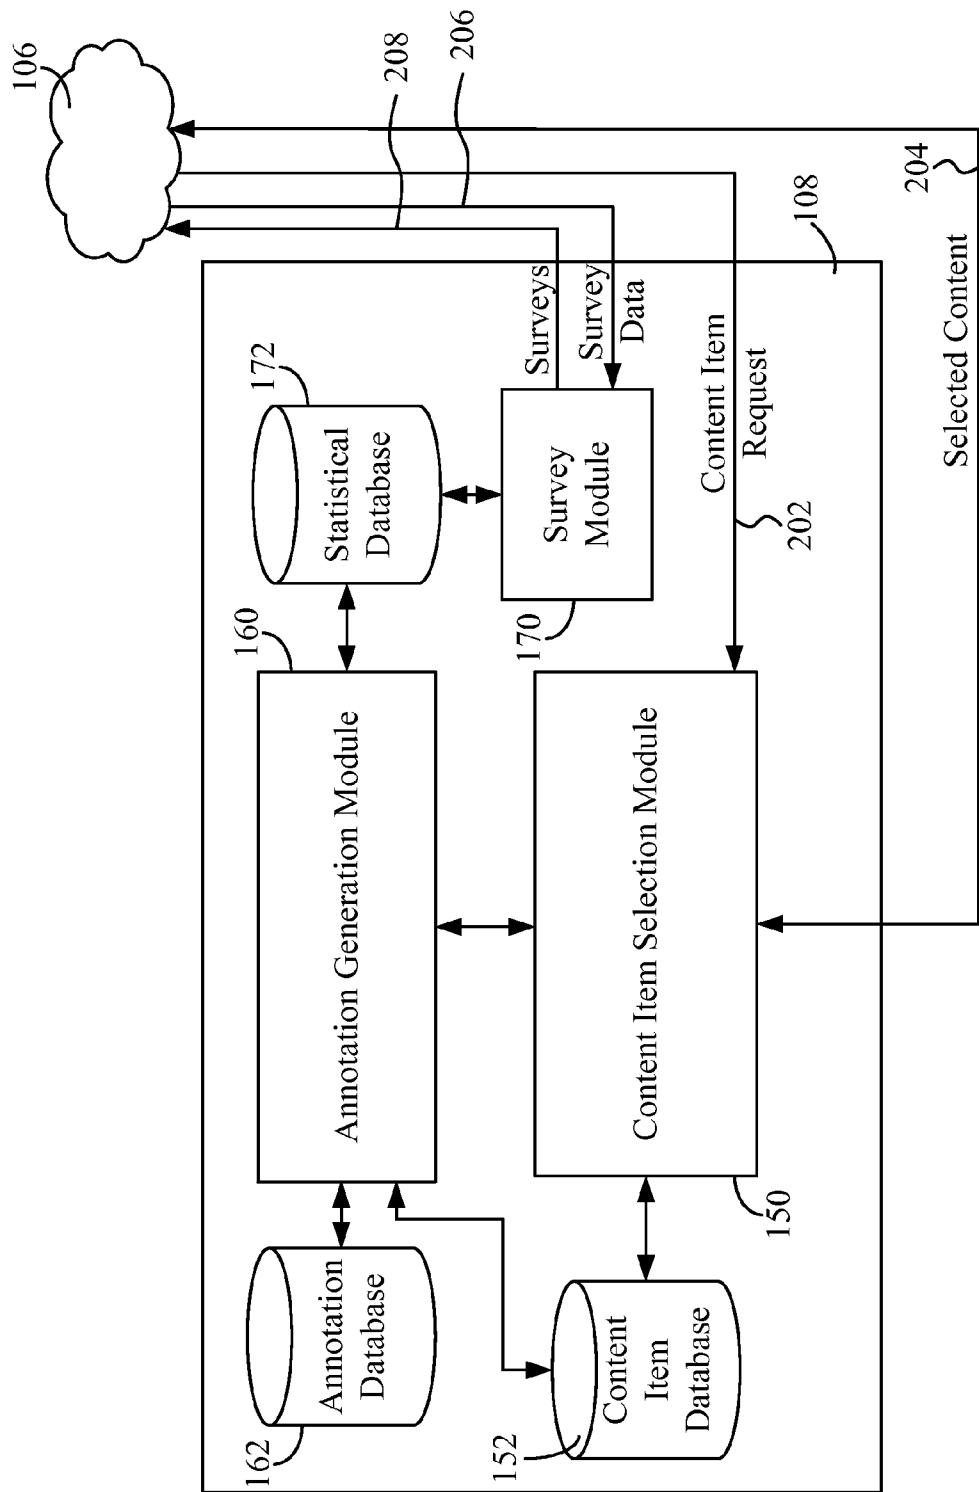 162
Annotation
Database
Annotation Generation Module
160
Statistical
Database
172
106
152
Content
Item
Database
150
Content Item Selection Module
170
Survey
Module
Surveys
Survey
Data
208
206
Content Item
Request
202
108
204
Selected Content